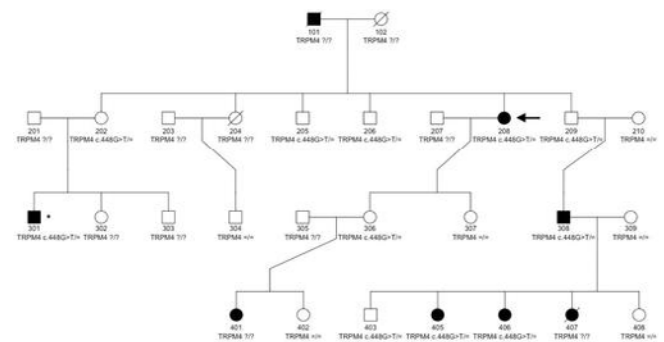 101 102
TRPM4 ?/? TRPM4 ?/?
201 202 203 204 205 206 207 208 209 210
TRPM4 ?/? TRPM4 c.448G>T/= TRPM4 ?/? TRPM4 ?/? TRPM4 c.448G>T/= TRPM4 c.448G>T/= TRPM4 ?/? TRPM4 c.448G>T/= TRPM4 c.448G>T/= TRPM4 =/=
301 * 302 303 304 305 306 307 308 309
TRPM4 c.448G>T/= TRPM4 ?/? TRPM4 ?/? TRPM4 =/= TRPM4 ?/? TRPM4 c.448G>T/= TRPM4 =/= TRPM4 c.448G>T/= TRPM4 =/=
401 402 403 405 406 407 408
TRPM4 ?/? TRPM4 =/= TRPM4 c.448G>T/= TRPM4 c.448G>T/= TRPM4 c.448G>T/= TRPM4 ?/? TRPM4 =/=